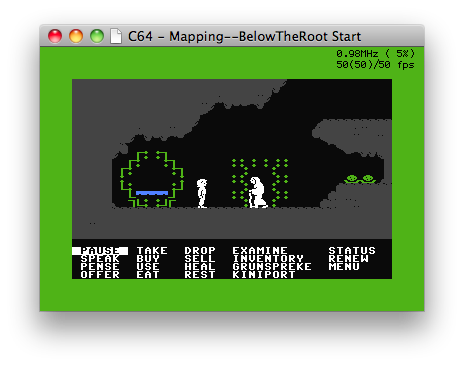 C64 - Mapping--BelowTheRoot Start
0.98MHz ( 5%)
50(50)/50 fps
PAUSE TAKE DROP EXAMINE STATUS
SPEAK BUY SELL INVENTORY RENEW
PENSE USE HEAL GRUNSPREKE MENU
OFFER EAT REST KINIPORT